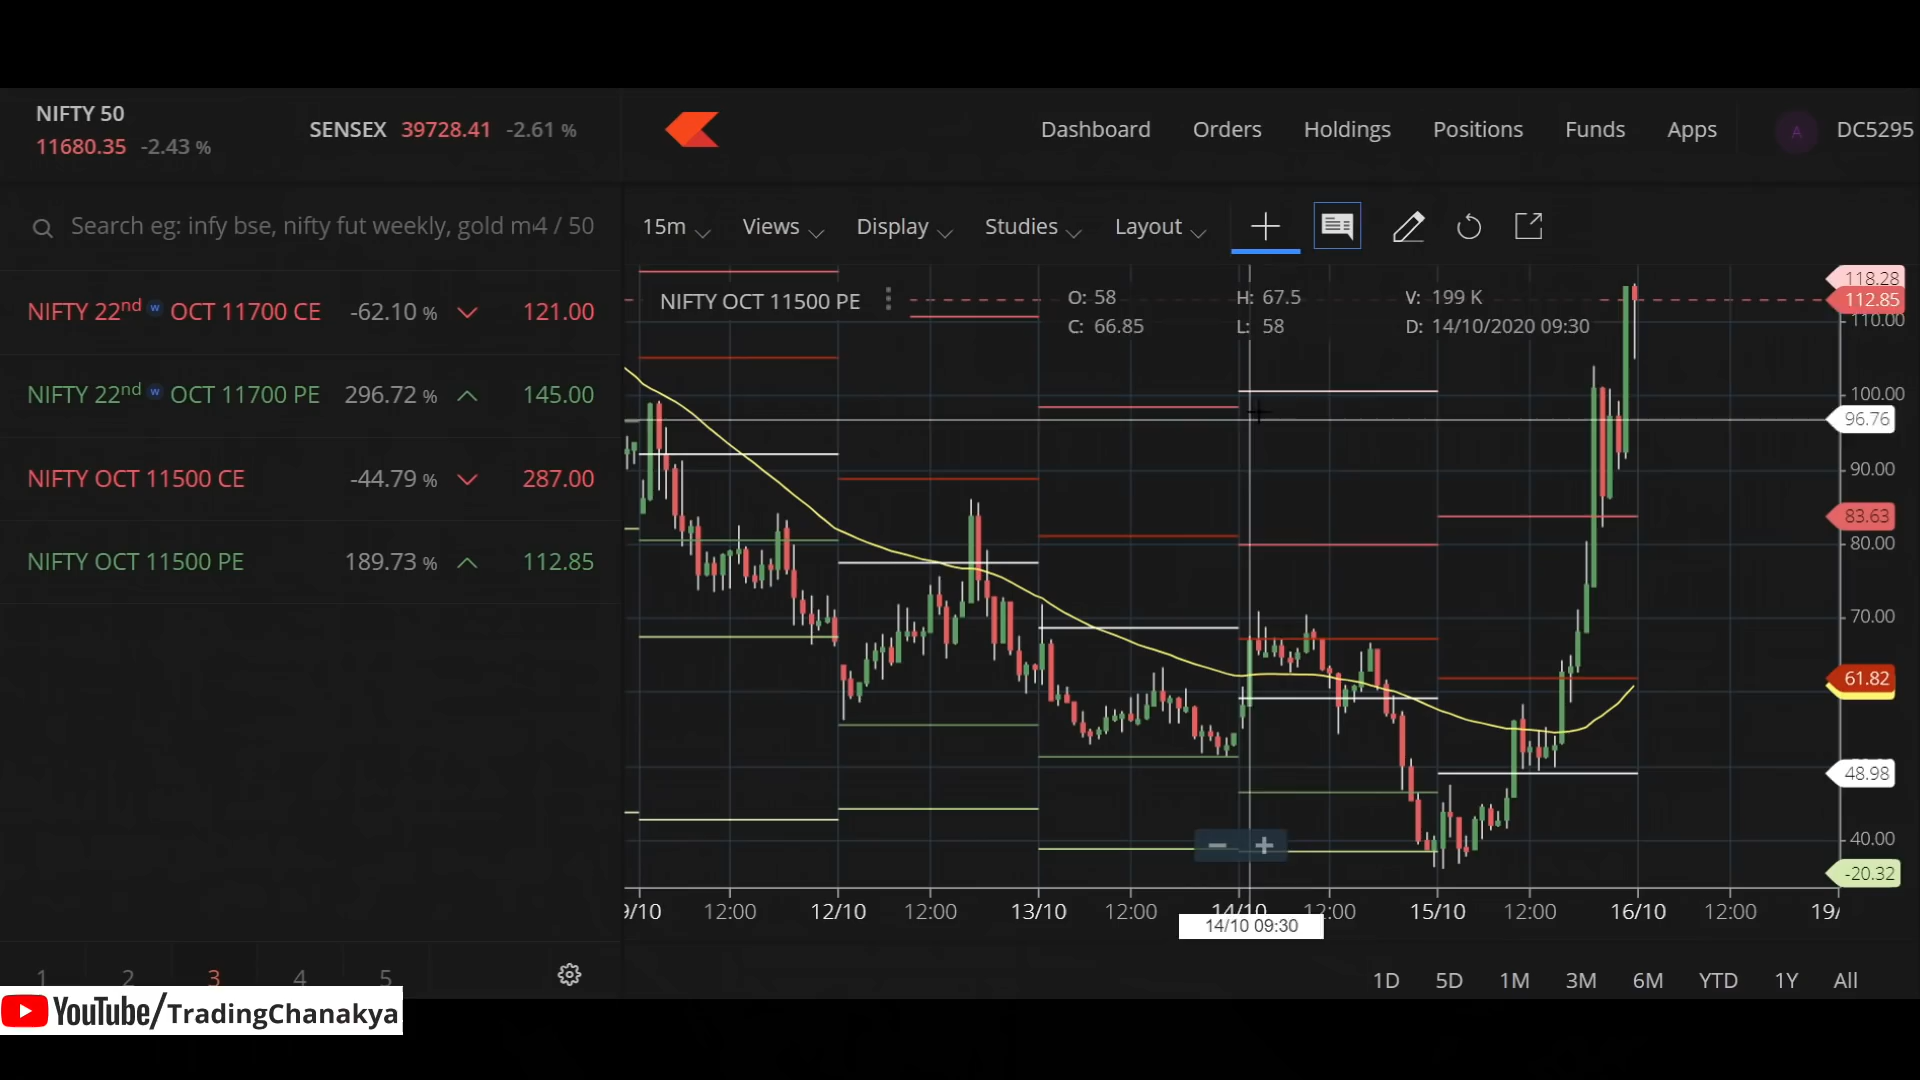 NIFTY 50
11680.35 -2.43 %
SENSEX 39728.41 -2.61 %
Dashboard Orders Holdings Positions Funds Apps A DC5295
Search eg: infy bse, nifty fut weekly, gold m 4 / 50
15m Views Display Studies Layout
NIFTY 22nd w OCT 11700 CE -62.10 % 121.00
NIFTY 22nd w OCT 11700 PE 296.72 % 145.00
NIFTY OCT 11500 CE -44.79 % 287.00
NIFTY OCT 11500 PE 189.73 % 112.85
NIFTY OCT 11500 PE
O: 58 H: 67.5 V: 199 K
C: 66.85 L: 58 D: 14/10/2020 09:30
118.28
112.85
110.00
100.00
96.76
90.00
83.63
80.00
70.00
61.82
48.98
40.00
-20.32
9/10 12:00 12/10 12:00 13/10 12:00 14/10 12:00 15/10 12:00 16/10 12:00 19/
14/10 09:30
1 2 3 4 5
1D 5D 1M 3M 6M YTD 1Y All
YouTube/TradingChanakya